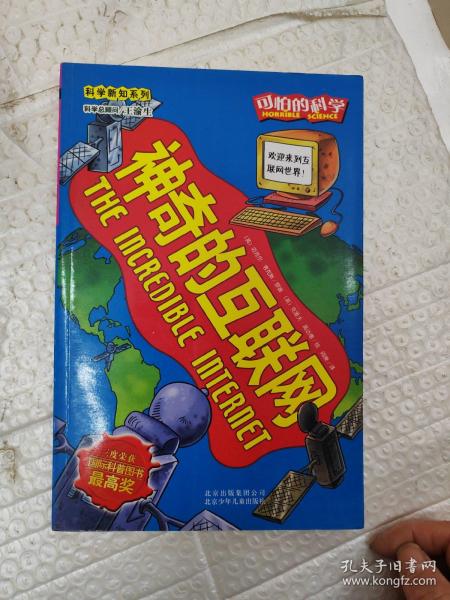 科学新知系列
科学总顾问/王渝生
可怕的科学
HORRIBLE SCIENCE
欢迎来到互
联网世界!
神奇的互联网
THE INCREDIBLE INTERNET
度荣获
国际科普图书
最高奖
北京出版集团公司
北京少年儿童出版社
孔夫子旧书网
www.kongfz.com